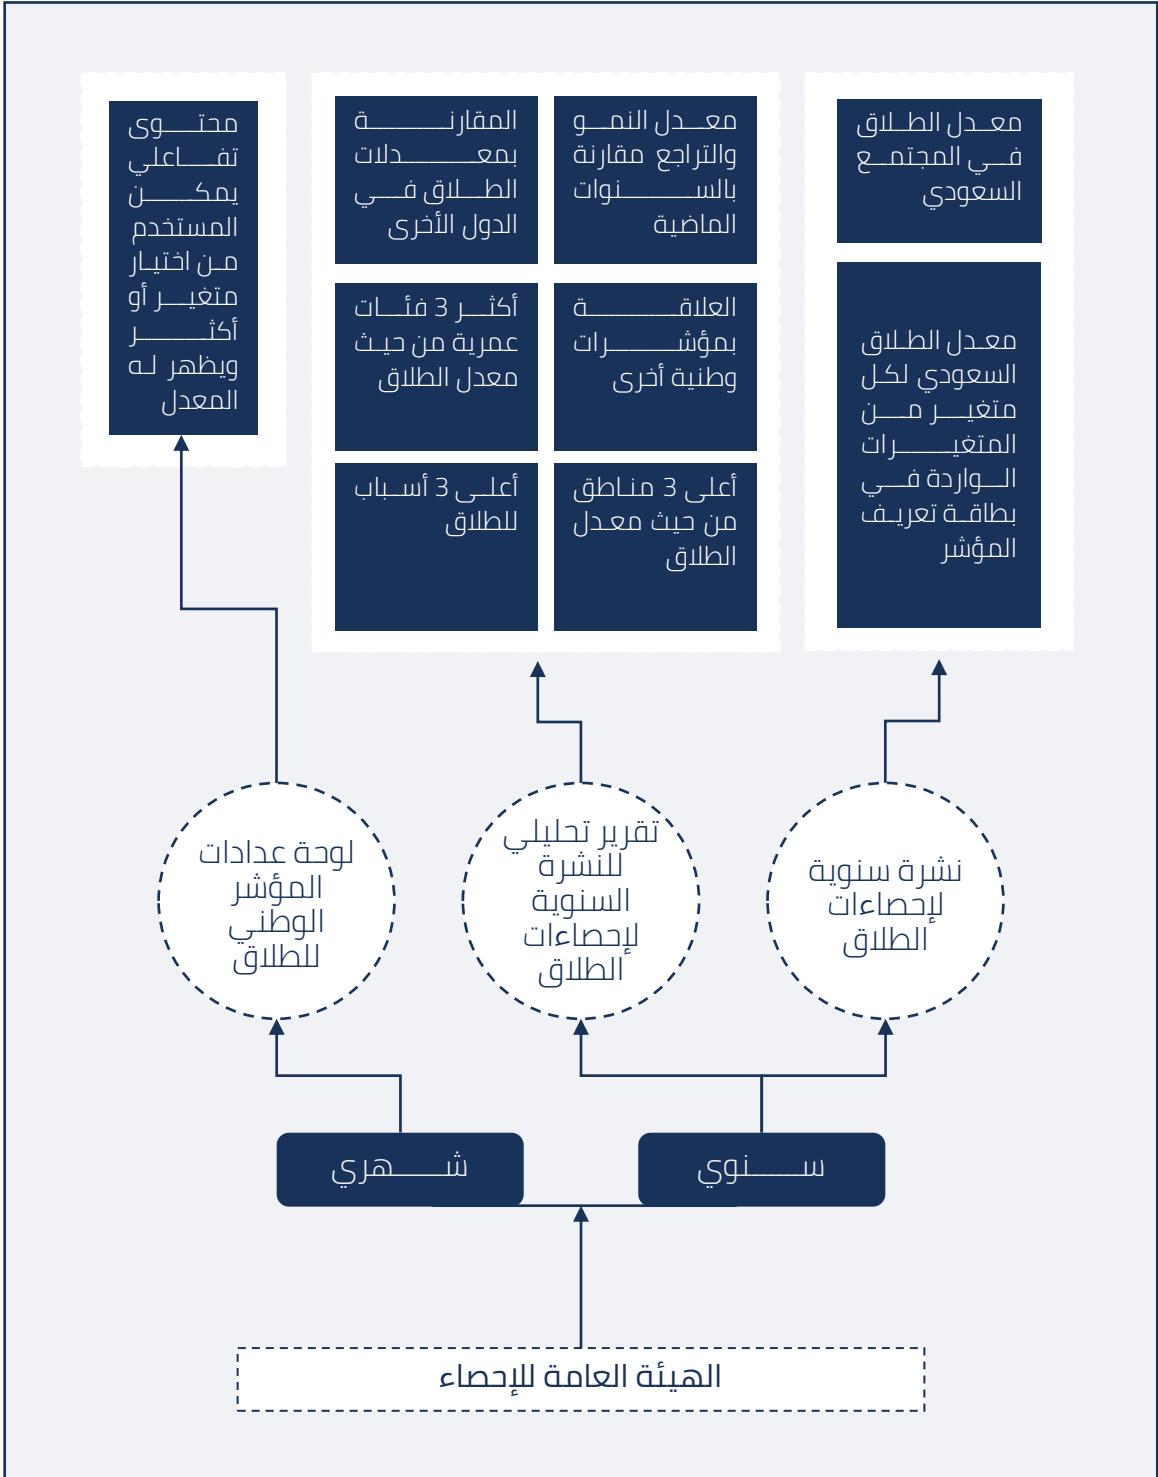 معدل الطلاق
في المجتمع
السعودي
معدل الطلاق
السعودي لكل
متغير من
المتغيرات
الواردة في
بطاقة تعريف
المؤشر
معدل النمو
والتراجع مقارنة
بالسنوات
الماضية
المقارنة
بمعدلات
الطلاق في
الدول الأخرى
العلاقة
بمؤشرات
وطنية أخرى
أكثر 3 فئات
عمرية من حيث
معدل الطلاق
أعلى 3 مناطق
من حيث معدل
الطلاق
أعلى 3 أسباب
للطلاق
محتوى
تفاعلي
يمكن
المستخدم
من اختيار
متغير أو
أكثر
ويظهر له
المعدل
نشرة سنوية
لإحصاءات
الطلاق
تقرير تحليلي
للنشرة
السنوية
لإحصاءات
الطلاق
لوحة عدادات
المؤشر
الوطني
للطلاق
سنوي
شهري
الهيئة العامة للإحصاء